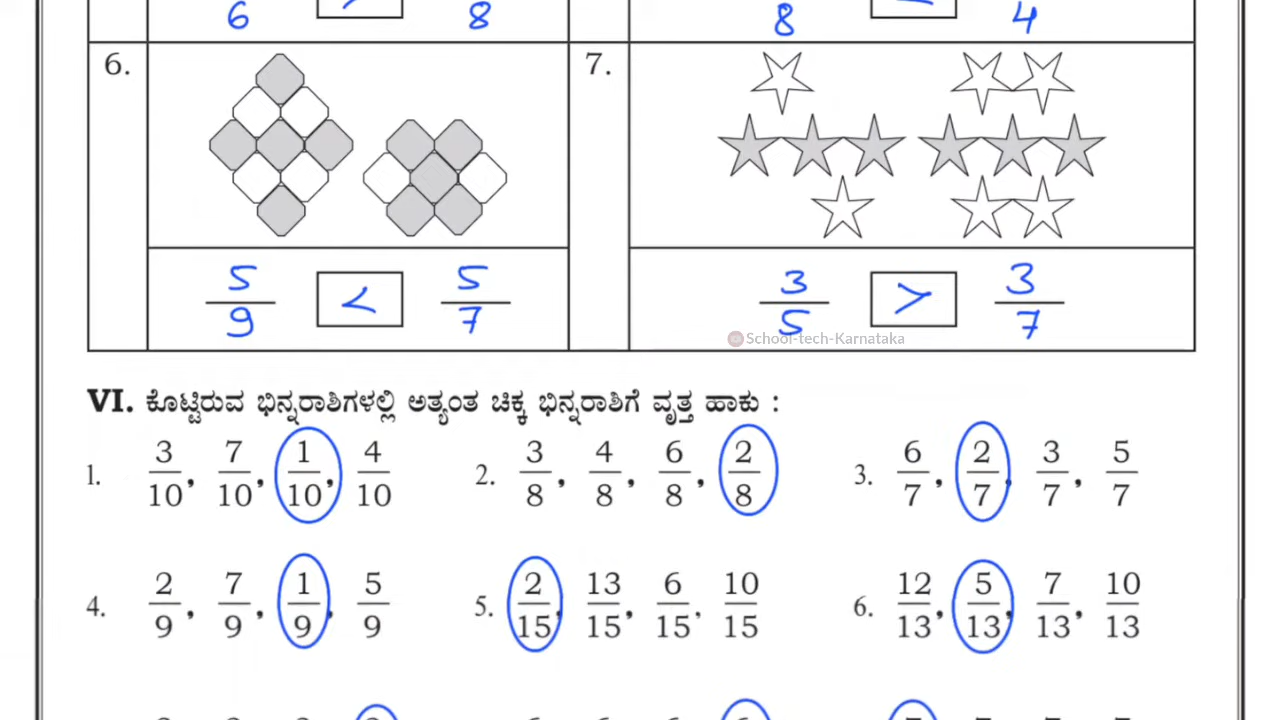 6 > 8
8 = 4
6. 7.
5/9 < 5/7
3/5 > 3/7
School-tech-Karnataka
VI. ಕೊಟ್ಟಿರುವ ಭಿನ್ನರಾಶಿಗಳಲ್ಲಿ ಅತ್ಯಂತ ಚಿಕ್ಕ ಭಿನ್ನರಾಶಿಗೆ ವೃತ್ತ ಹಾಕು :
1. 3/10, 7/10, 1/10, 4/10
2. 3/8, 4/8, 6/8, 2/8
3. 6/7, 2/7, 3/7, 5/7
4. 2/9, 7/9, 1/9, 5/9
5. 2/15, 13/15, 6/15, 10/15
6. 12/13, 5/13, 7/13, 10/13